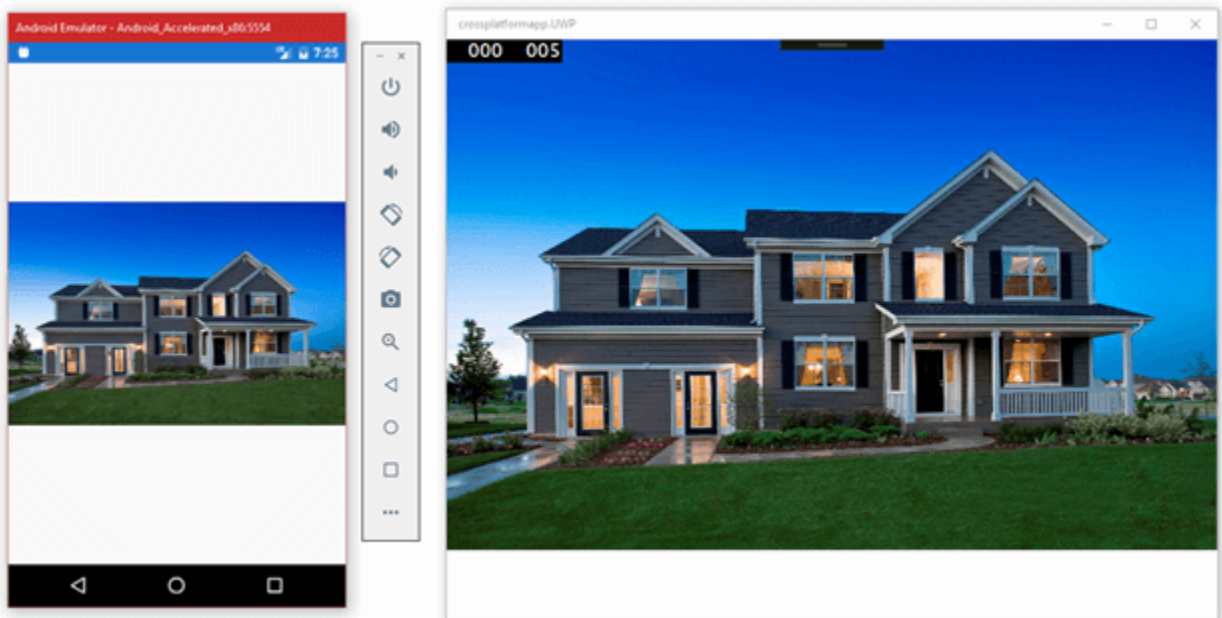 Android Emulator - Android_Accelerated_x86:5554
7:25
crossplatformapp.UWP
000 005